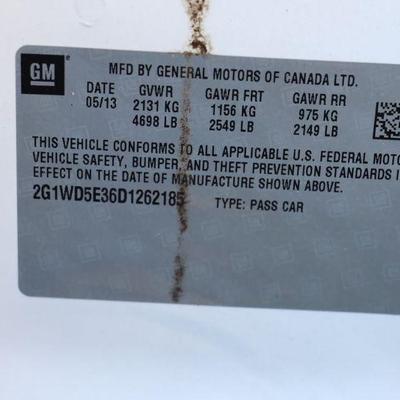 GM
MFD BY GENERAL MOTORS OF CANADA LTD.
DATE GVWR GAWR FRT GAWR RR
05/13 2131 KG 1156 KG 975 KG
4698 LB 2549 LB 2149 LB
THIS VEHICLE CONFORMS TO ALL APPLICABLE U.S. FEDERAL MOTO
VEHICLE SAFETY, BUMPER, AND THEFT PREVENTION STANDARDS I
EFFECT ON THE DATE OF MANUFACTURE SHOWN ABOVE.
2G1WD5E36D1262185 TYPE: PASS CAR